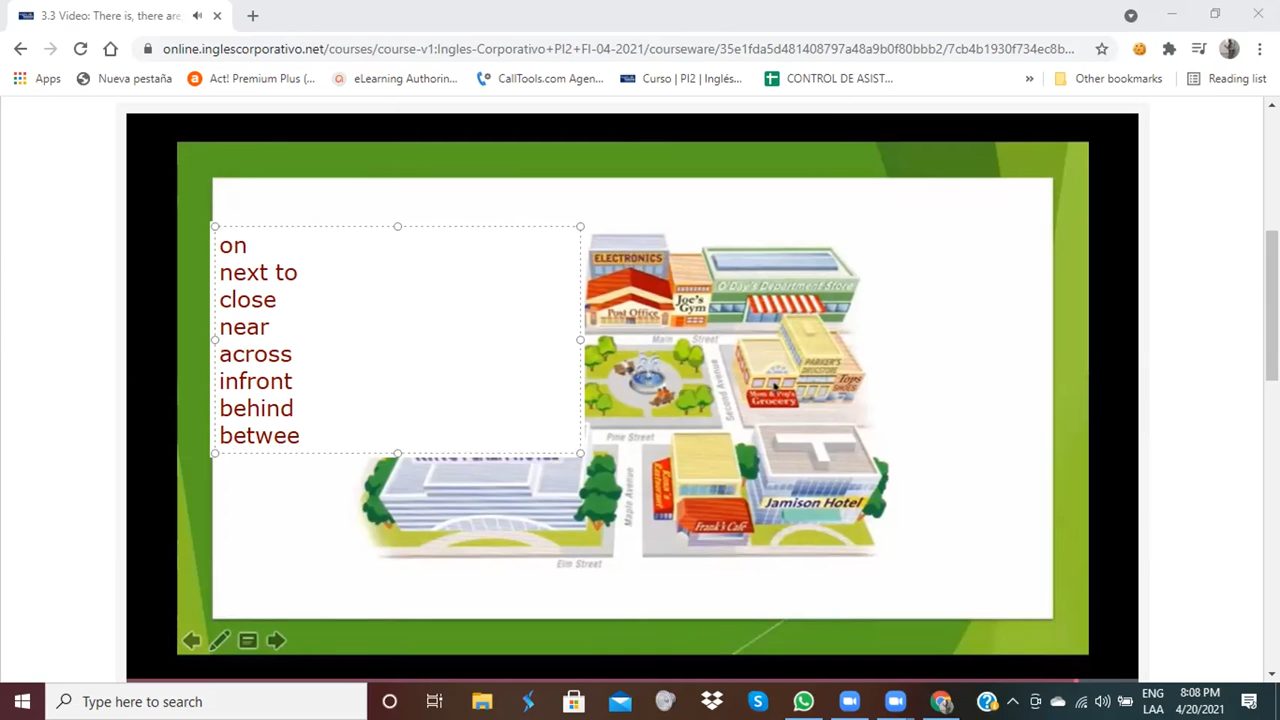 3.3 Video: There is, there are
online.inglescorporativo.net/courses/course-v1:Ingles-Corporativo+PI2+FI-04-2021/courseware/35e1fda5d481408797a48a9b0f80bbb2/7cb4b1930f734ec8b...
Apps Nueva pestaña Act! Premium Plus (... eLearning Authorin... CallTools.com Agen... Curso | PI2 | Inglés... CONTROL DE ASIST... » Other bookmarks Reading list
on
next to
close
near
across
infront
behind
betwee
ELECTRONICS
Post Office
Joe's
Gym
O'Day's Department Store
Main Street
Second Avenue
PARKER'S
Tops
Mom & Pop's
Grocery
Pine Street
Maple Avenue
Restaurant
Frank's Café
Jamison Hotel
Elm Street
Type here to search
ENG
LAA
8:08 PM
4/20/2021